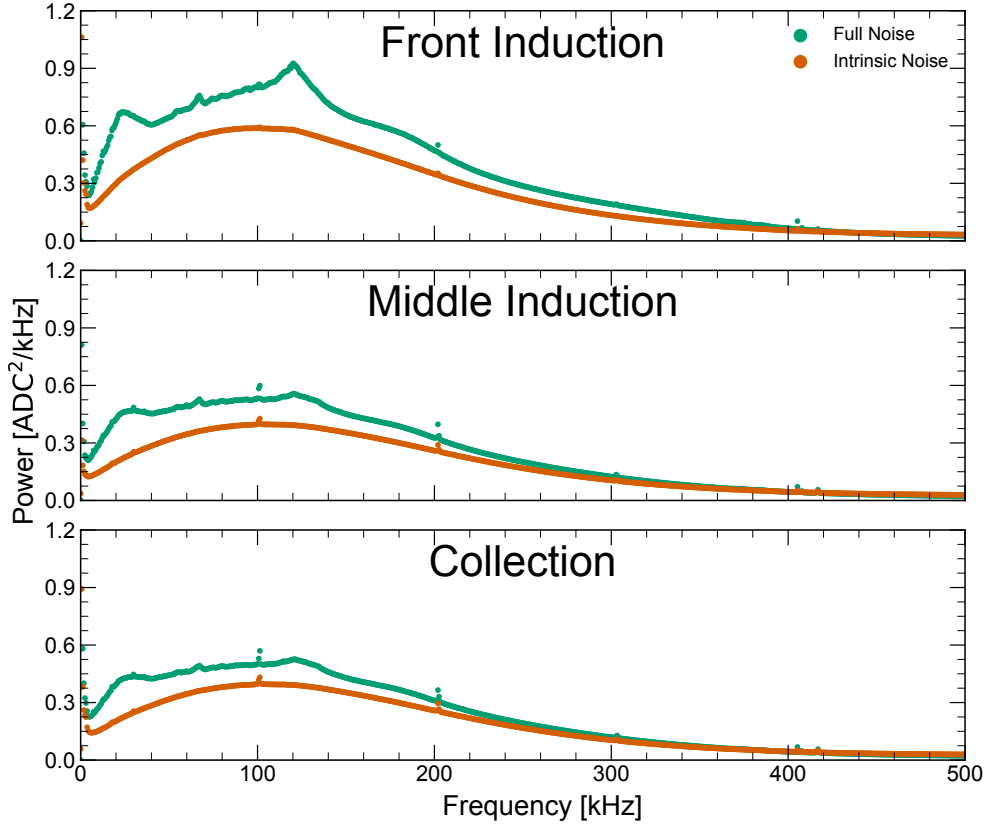 Front Induction
Full Noise
Intrinsic Noise
1.2
0.9
0.6
0.3
0.0
Middle Induction
1.2
0.9
0.6
0.3
0.0
Power [ADC²/kHz]
Collection
1.2
0.9
0.6
0.3
0.0
0 100 200 300 400 500
Frequency [kHz]